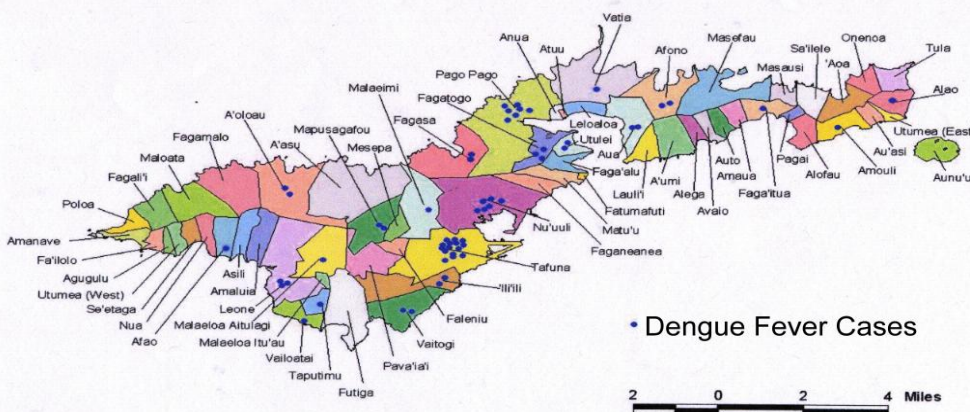 Vatia
Anua
Atuu
Afono
Masefau
Sa'ilele
Onenoa
'Aoa
Masausi
Tula
Pago Pago
Malaeimi
Fagatogo
Alao
A'oloau
Mapusagafou
Fagasa
Leloaloa
Utulei
Aua
Fagamalo
A'asu
Mesepa
Utumea (East)
Maloata
Faga'alu
Auto
Pagai
Au'asi
Fagali'i
Lauli'i
A'umi
Amaua
Alofau
Amouli
Aunu'u
Poloa
Alega
Faga'itua
Fatumafuti
Avaio
Matu'u
Amanave
Nu'uuli
Faganeanea
Fa'ilolo
Agugulu
Asili
Tafuna
Utumea (West)
Amaluia
'Ili'ili
Se'etaga
Leone
Nua
Malaeloa Aitulagi
Faleniu
Afao
Maleeloa Itu'au
Vaitogi
Vailoatai
Pava'ia'i
Taputimu
Futiga
Dengue Fever Cases
2 0 2 4 Miles